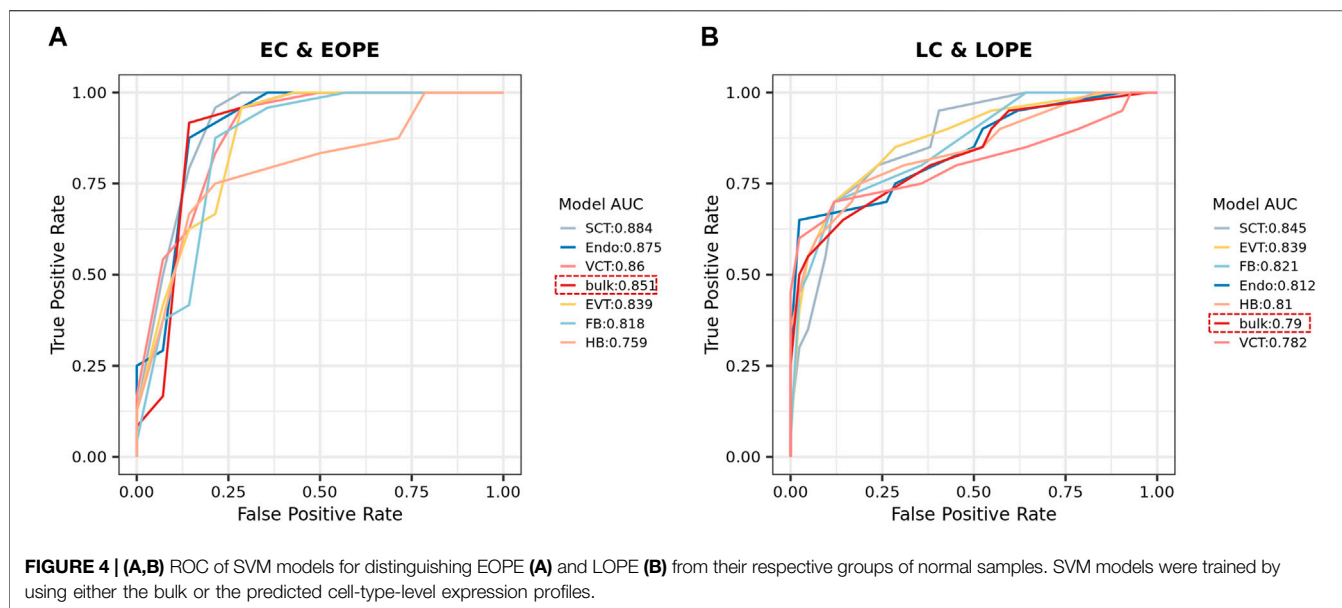 A
EC & EOPE
True Positive Rate
1.00
0.75
0.50
0.25
0.00
0.00 0.25 0.50 0.75 1.00
False Positive Rate
Model AUC
SCT:0.884
Endo:0.875
VCT:0.86
bulk:0.851
EVT:0.839
FB:0.818
HB:0.759
B
LC & LOPE
True Positive Rate
1.00
0.75
0.50
0.25
0.00
0.00 0.25 0.50 0.75 1.00
False Positive Rate
Model AUC
SCT:0.845
EVT:0.839
FB:0.821
Endo:0.812
HB:0.81
bulk:0.79
VCT:0.782
FIGURE 4 | (A,B) ROC of SVM models for distinguishing EOPE (A) and LOPE (B) from their respective groups of normal samples. SVM models were trained by
using either the bulk or the predicted cell-type-level expression profiles.